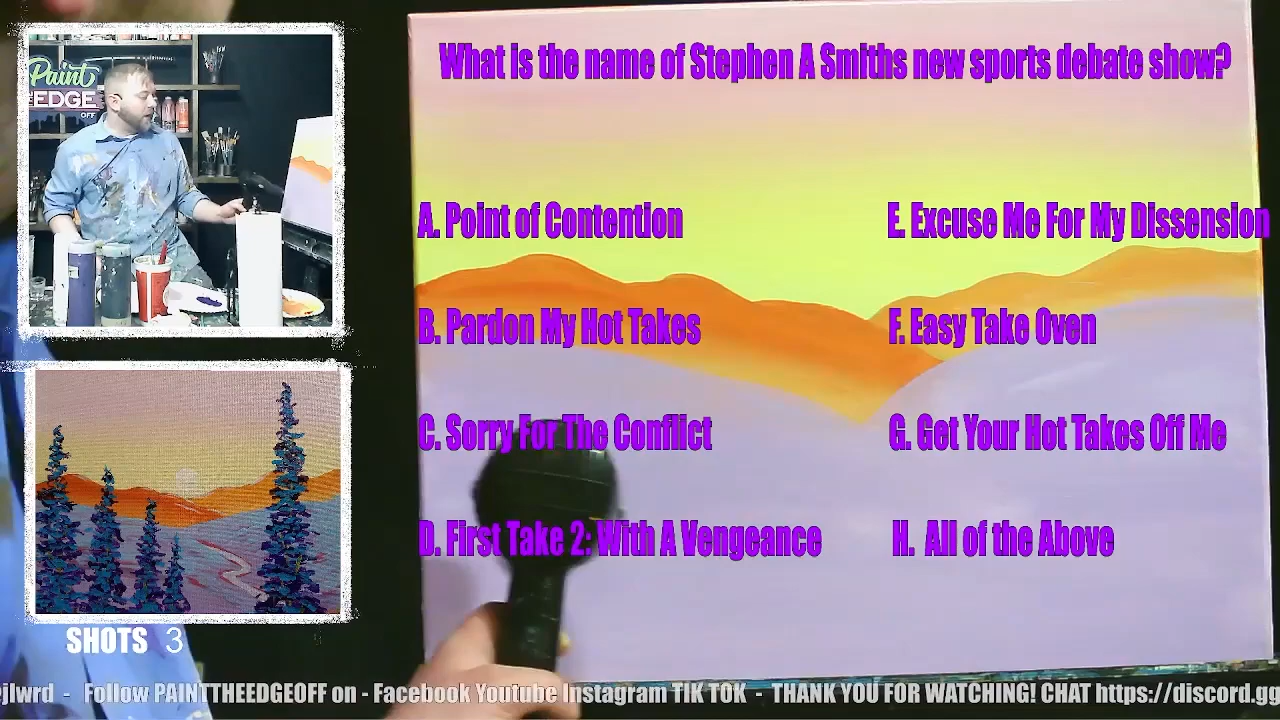 Paint
EDGE
OFF
What is the name of Stephen A Smiths new sports debate show?
A. Point of Contention
B. Pardon My Hot Takes
C. Sorry For The Conflict
D. First Take 2: With A Vengeance
E. Excuse Me For My Dissension
F. Easy Take Oven
G. Get Your Hot Takes Off Me
H. All of the Above
SHOTS 3
ejlwrd - Follow PAINTTHEEDGEOFF on - Facebook Youtube Instagram TIK TOK - THANK YOU FOR WATCHING! CHAT https://discord.gg